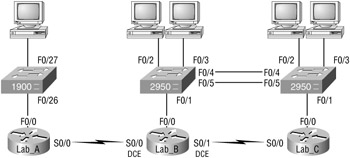 F0/27 F0/2 F0/3 F0/2 F0/3
1900 2950 F0/4 F0/4 2950
F0/5 F0/5
F0/26 F0/1 F0/1
F0/0 F0/0 F0/0
Lab_A S0/0 S0/0 Lab_B S0/1 S0/0 Lab_C
DCE DCE